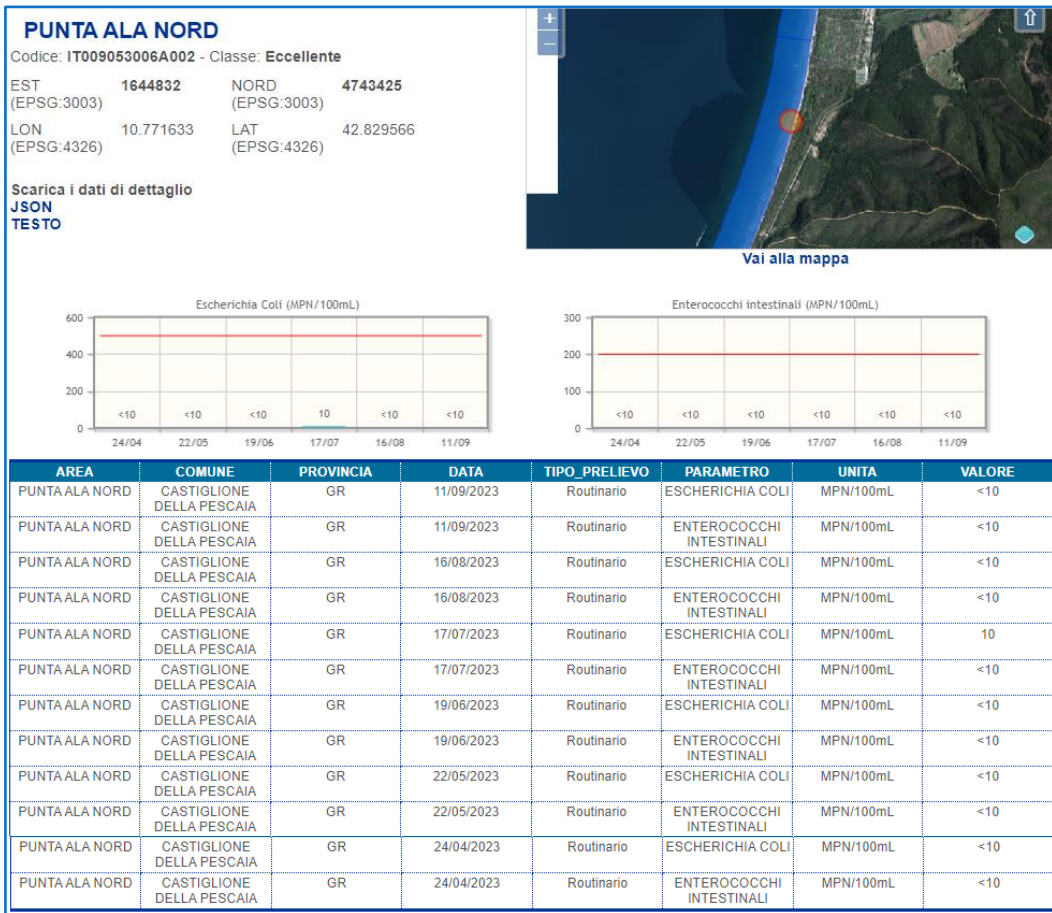 PUNTA ALA NORD
Codice: IT009053006A002 - Classe: Eccellente
EST (EPSG:3003) 1644832 NORD (EPSG:3003) 4743425
LON (EPSG:4326) 10.771633 LAT (EPSG:4326) 42.829566
Scarica i dati di dettaglio
JSON
TESTO
+
−
⇧
Vai alla mappa
Escherichia Coli (MPN/100mL)
600
400
200
0
<10 <10 <10 10 <10 <10
24/04 22/05 19/06 17/07 16/08 11/09
Enterococchi intestinali (MPN/100mL)
300
200
100
0
<10 <10 <10 <10 <10 <10
24/04 22/05 19/06 17/07 16/08 11/09
AREA COMUNE PROVINCIA DATA TIPO_PRELIEVO PARAMETRO UNITA VALORE
PUNTA ALA NORD CASTIGLIONE DELLA PESCAIA GR 11/09/2023 Routinario ESCHERICHIA COLI MPN/100mL <10
PUNTA ALA NORD CASTIGLIONE DELLA PESCAIA GR 11/09/2023 Routinario ENTEROCOCCHI INTESTINALI MPN/100mL <10
PUNTA ALA NORD CASTIGLIONE DELLA PESCAIA GR 16/08/2023 Routinario ESCHERICHIA COLI MPN/100mL <10
PUNTA ALA NORD CASTIGLIONE DELLA PESCAIA GR 16/08/2023 Routinario ENTEROCOCCHI INTESTINALI MPN/100mL <10
PUNTA ALA NORD CASTIGLIONE DELLA PESCAIA GR 17/07/2023 Routinario ESCHERICHIA COLI MPN/100mL 10
PUNTA ALA NORD CASTIGLIONE DELLA PESCAIA GR 17/07/2023 Routinario ENTEROCOCCHI INTESTINALI MPN/100mL <10
PUNTA ALA NORD CASTIGLIONE DELLA PESCAIA GR 19/06/2023 Routinario ESCHERICHIA COLI MPN/100mL <10
PUNTA ALA NORD CASTIGLIONE DELLA PESCAIA GR 19/06/2023 Routinario ENTEROCOCCHI INTESTINALI MPN/100mL <10
PUNTA ALA NORD CASTIGLIONE DELLA PESCAIA GR 22/05/2023 Routinario ESCHERICHIA COLI MPN/100mL <10
PUNTA ALA NORD CASTIGLIONE DELLA PESCAIA GR 22/05/2023 Routinario ENTEROCOCCHI INTESTINALI MPN/100mL <10
PUNTA ALA NORD CASTIGLIONE DELLA PESCAIA GR 24/04/2023 Routinario ESCHERICHIA COLI MPN/100mL <10
PUNTA ALA NORD CASTIGLIONE DELLA PESCAIA GR 24/04/2023 Routinario ENTEROCOCCHI INTESTINALI MPN/100mL <10